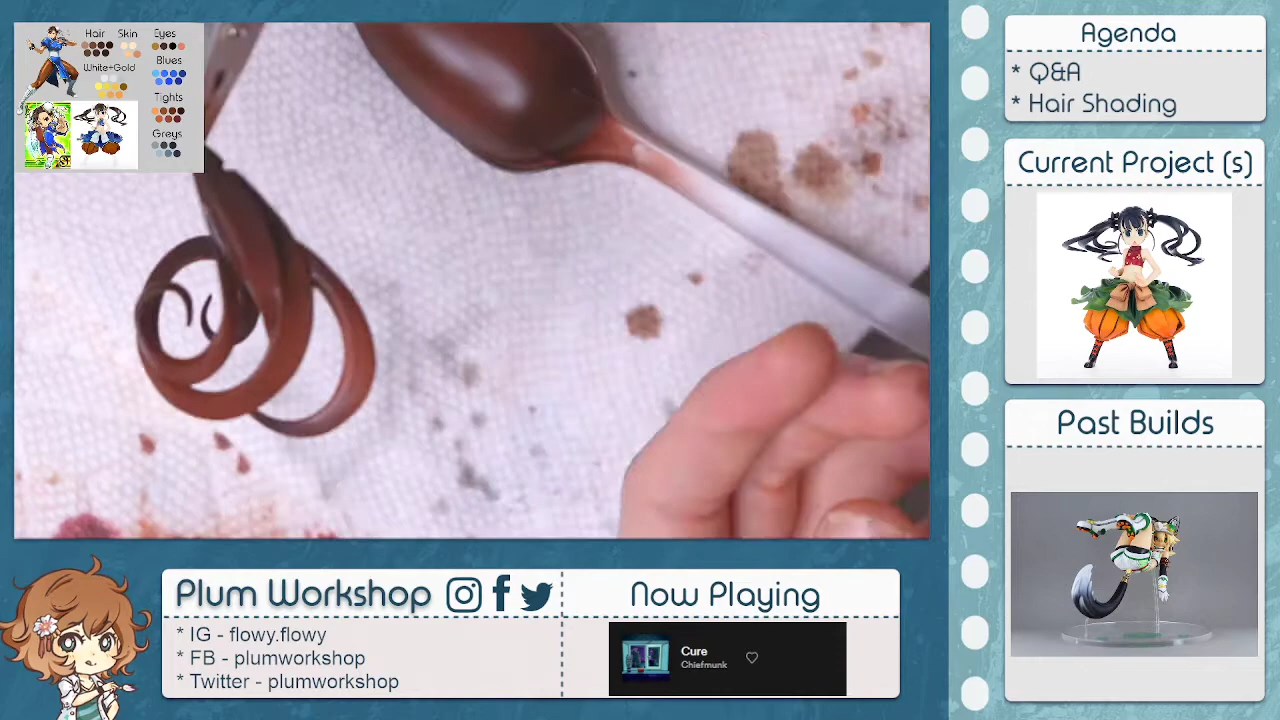 Hair Skin Eyes
White+Gold
Blues
Tights
Greys
Agenda
* Q&A
* Hair Shading
Current Project (s)
Past Builds
Plum Workshop
* IG - flowy.flowy
* FB - plumworkshop
* Twitter - plumworkshop
Now Playing
Cure
Chiefmunk